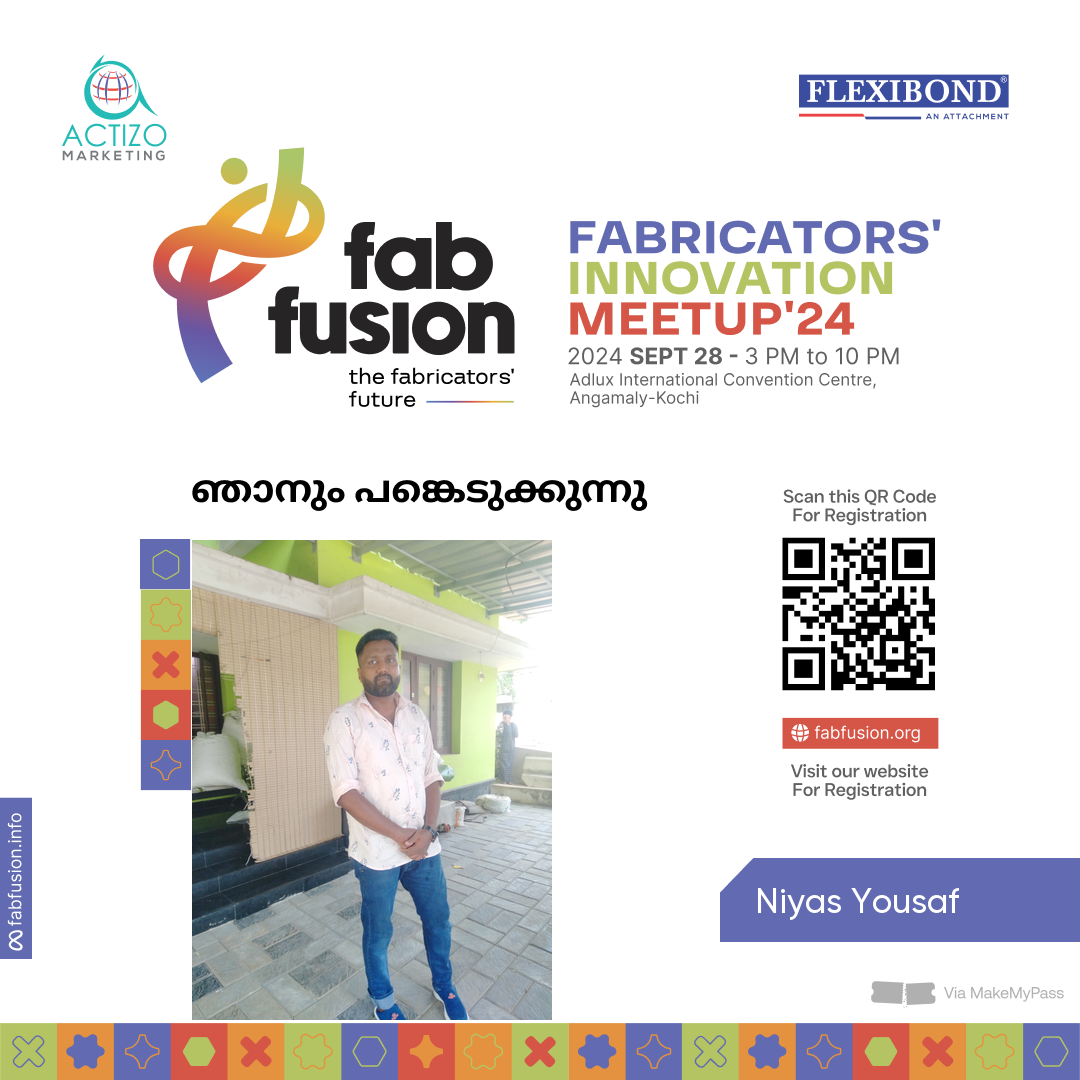 ACTIZO
MARKETING
FLEXIBOND®
AN ATTACHMENT
fab
fusion
the fabricators'
future
FABRICATORS'
INNOVATION
MEETUP'24
2024 SEPT 28 - 3 PM to 10 PM
Adlux International Convention Centre,
Angamaly-Kochi
ഞാനും പങ്കെടുക്കുന്നു
Scan this QR Code
For Registration
fabfusion.org
Visit our website
For Registration
fabfusion.info
Niyas Yousaf
Via MakeMyPass